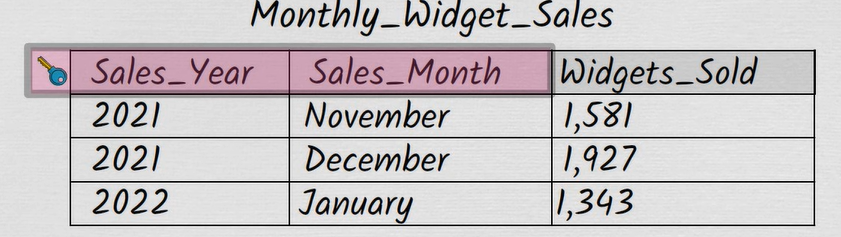 Monthly_Widget_Sales
Sales_Year Sales_Month Widgets_Sold
2021 November 1,581
2021 December 1,927
2022 January 1,343